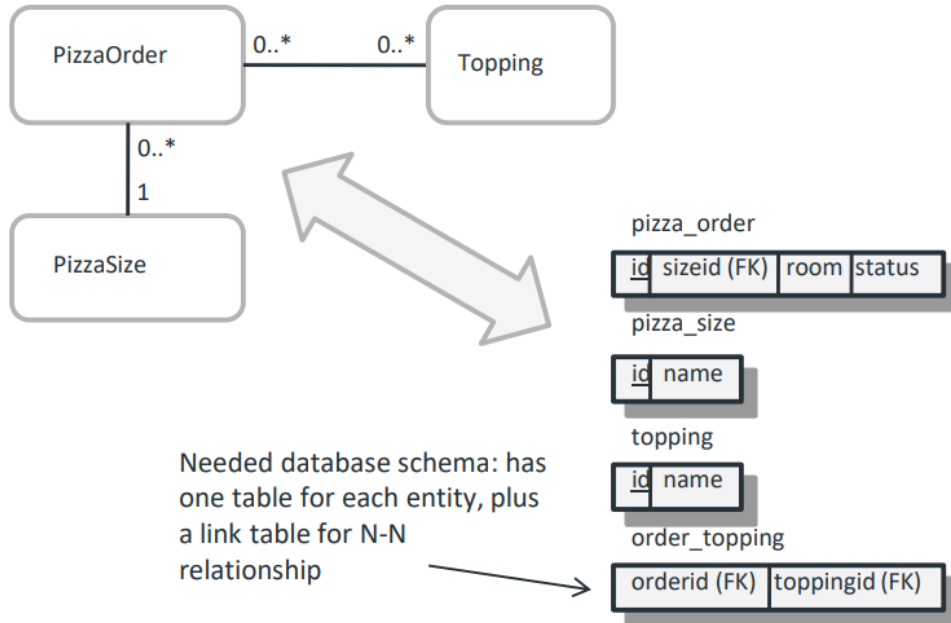 PizzaOrder
0..*
0..*
Topping
0..*
1
PizzaSize
pizza_order
id sizeid (FK) room status
pizza_size
id name
topping
id name
order_topping
orderid (FK) toppingid (FK)
Needed database schema: has
one table for each entity, plus
a link table for N-N
relationship